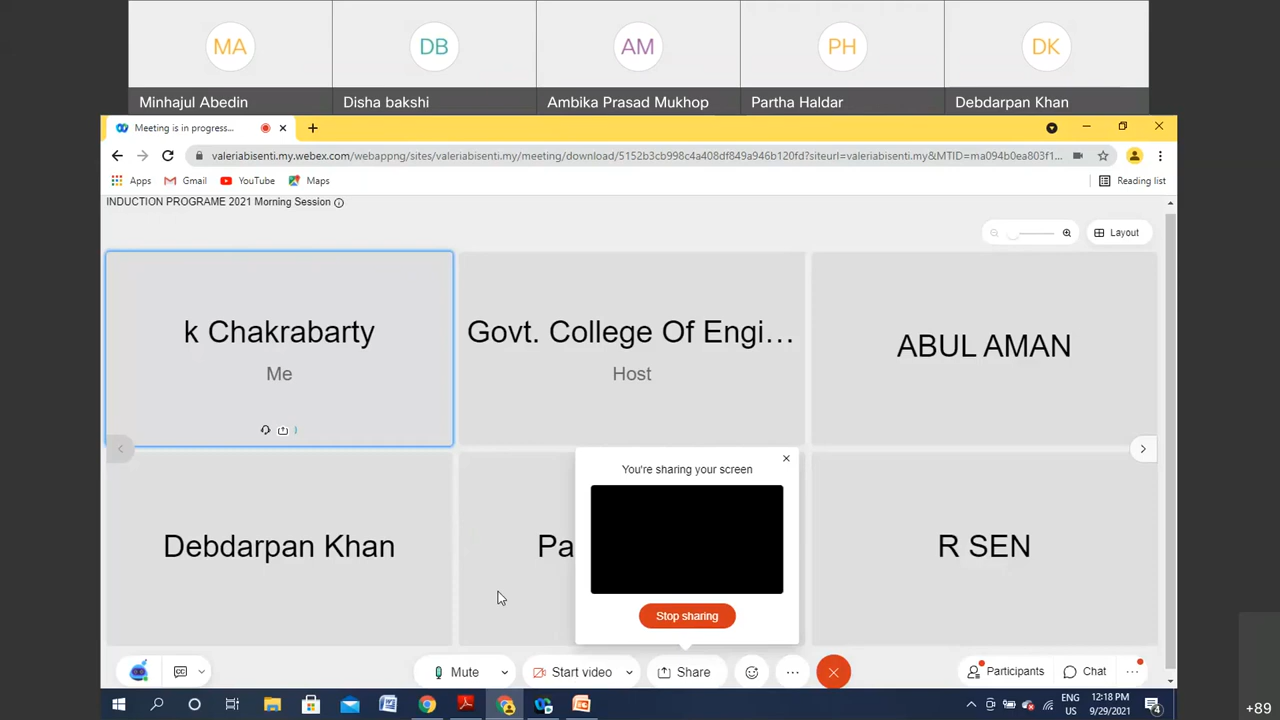 MA
DB
AM
PH
DK
Minhajul Abedin
Disha bakshi
Ambika Prasad Mukhop
Partha Haldar
Debdarpan Khan
Meeting is in progress...
valeriabisenti.my.webex.com/webappng/sites/valeriabisenti.my/meeting/download/5152b3cb998c4a408df849a946b120fd?siteurl=valeriabisenti.my&MTID=ma094b0ea803f1...
Apps
Gmail
YouTube
Maps
Reading list
INDUCTION PROGRAME 2021 Morning Session
Layout
k Chakrabarty
Me
Govt. College Of Engi...
Host
ABUL AMAN
You're sharing your screen
Debdarpan Khan
Pa
R SEN
Stop sharing
Mute
Start video
Share
Participants
Chat
ENG
US
12:18 PM
9/29/2021
4
+89